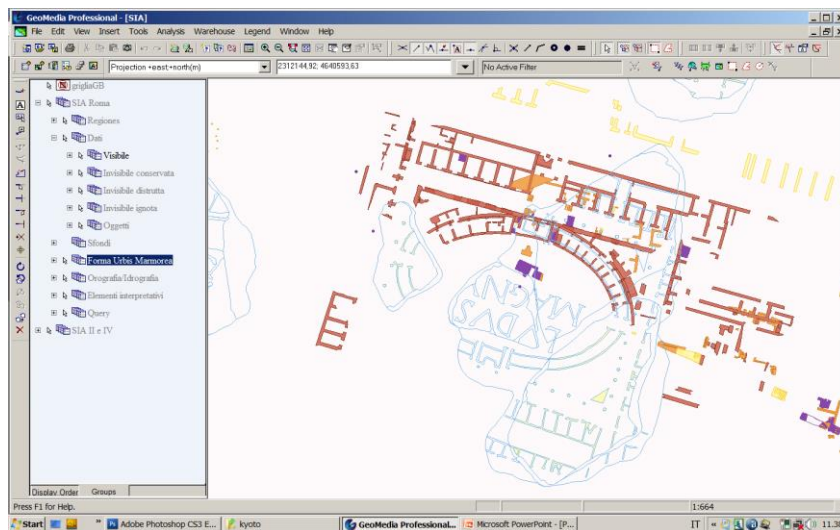 GeoMedia Professional - [SIA]
File Edit View Insert Tools Analysis Warehouse Legend Window Help
Projection +east;+north(m) 2312144,92; 4640593,63 No Active Filter
grigliaGB
SIA Roma
Regiones
Dati
Visibile
Invisibile conservata
Invisibile distrutta
Invisibile ignota
Oggetti
Sfondi
Forma Urbis Marmorea
Orografia/Idrografia
Elementi interpretativi
Query
SIA II e IV
LVDVS
MAGNV
Display Order Groups
Press F1 for Help. 1:664
Start Adobe Photoshop CS3 E... kyoto GeoMedia Professional... Microsoft PowerPoint - [P... IT